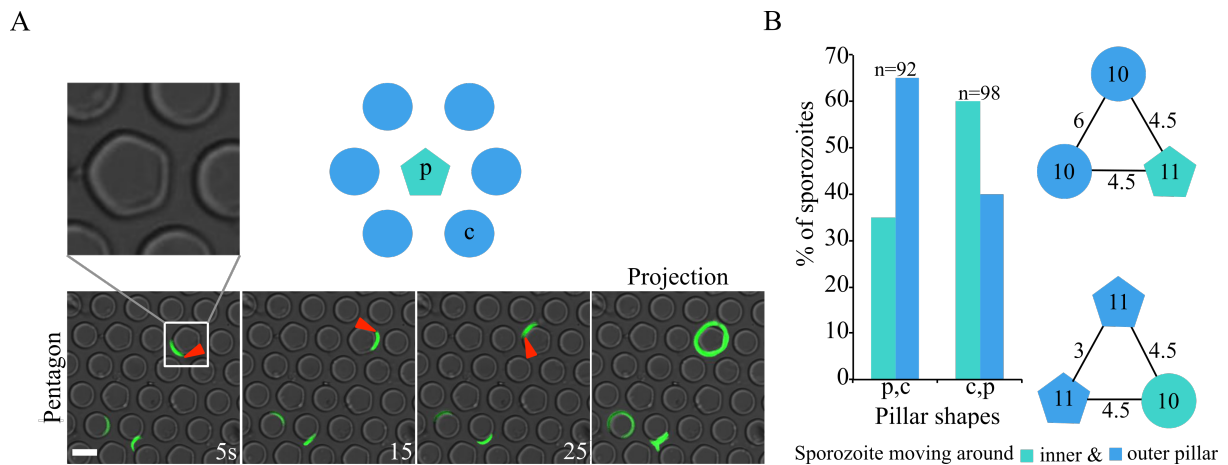 A
p
c
Projection
Pentagon
5s
15
25
B
% of sporozoites
70
60
50
40
30
20
10
0
n=92
n=98
p,c
c,p
Pillar shapes
10
6
4.5
10
4.5
11
11
3
4.5
11
4.5
10
Sporozoite moving around inner & outer pillar